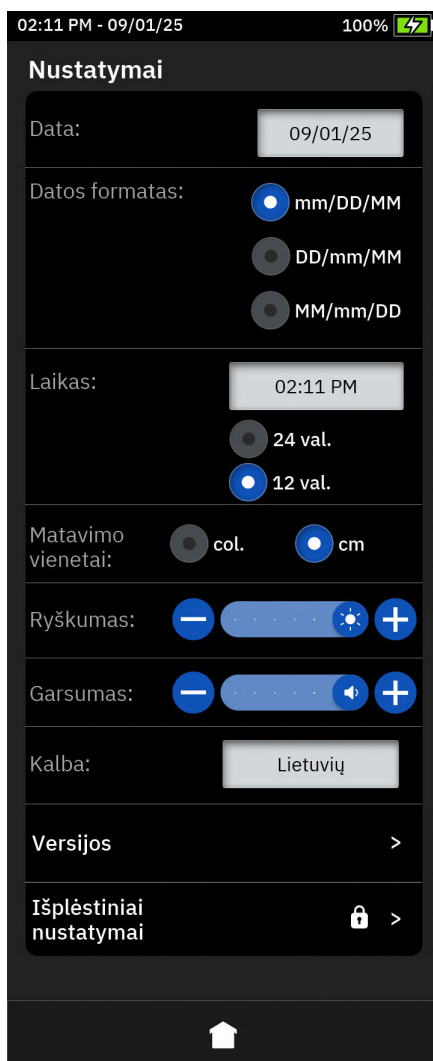 02:11 PM - 09/01/25 100%
Nustatymai
Data: 09/01/25
Datos formatas: mm/DD/MM
DD/mm/MM
MM/mm/DD
Laikas: 02:11 PM
24 val.
12 val.
Matavimo
vienetai: col. cm
Ryškumas:
Garsumas:
Kalba: Lietuvių
Versijos >
Išplėstiniai
nustatymai >